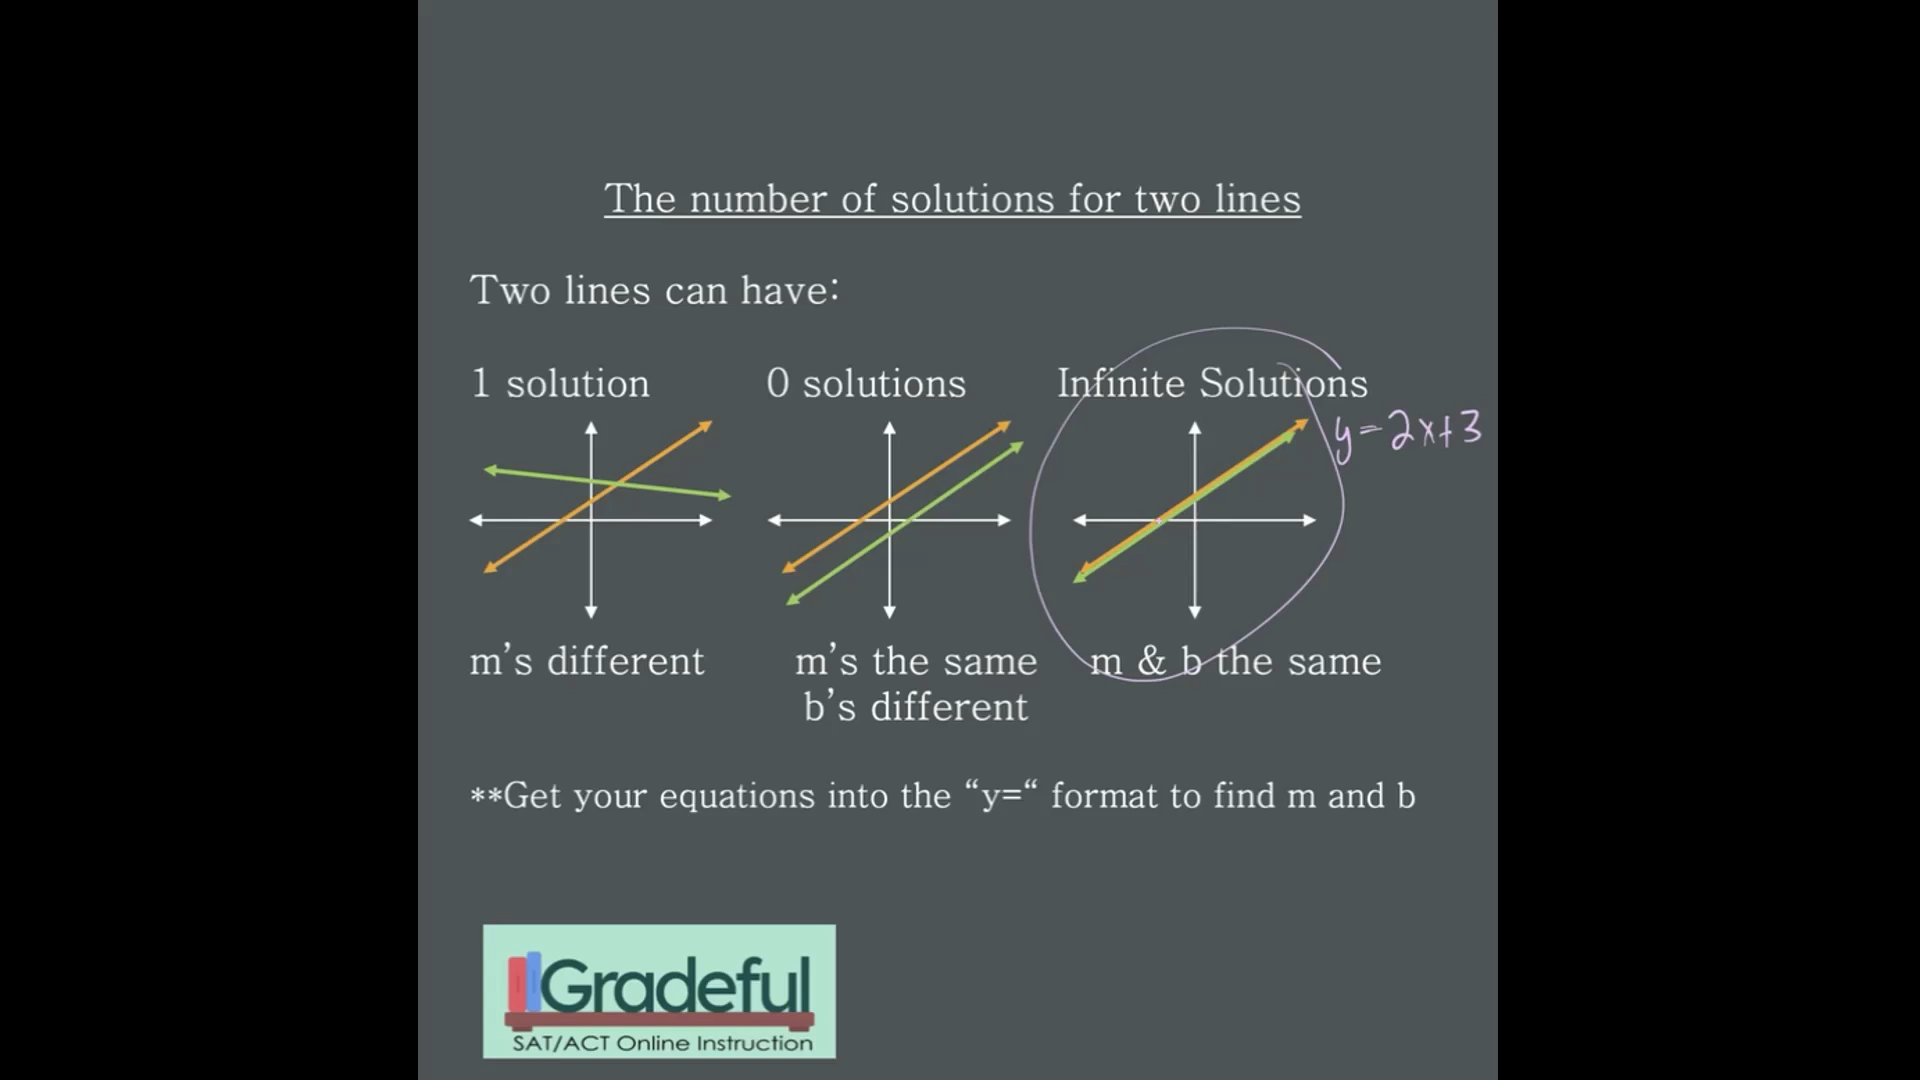 The number of solutions for two lines
Two lines can have:
1 solution
0 solutions
Infinite Solutions
y=2x+3
m's different
m's the same
b's different
m & b the same
**Get your equations into the “y=“ format to find m and b
Gradeful
SAT/ACT Online Instruction